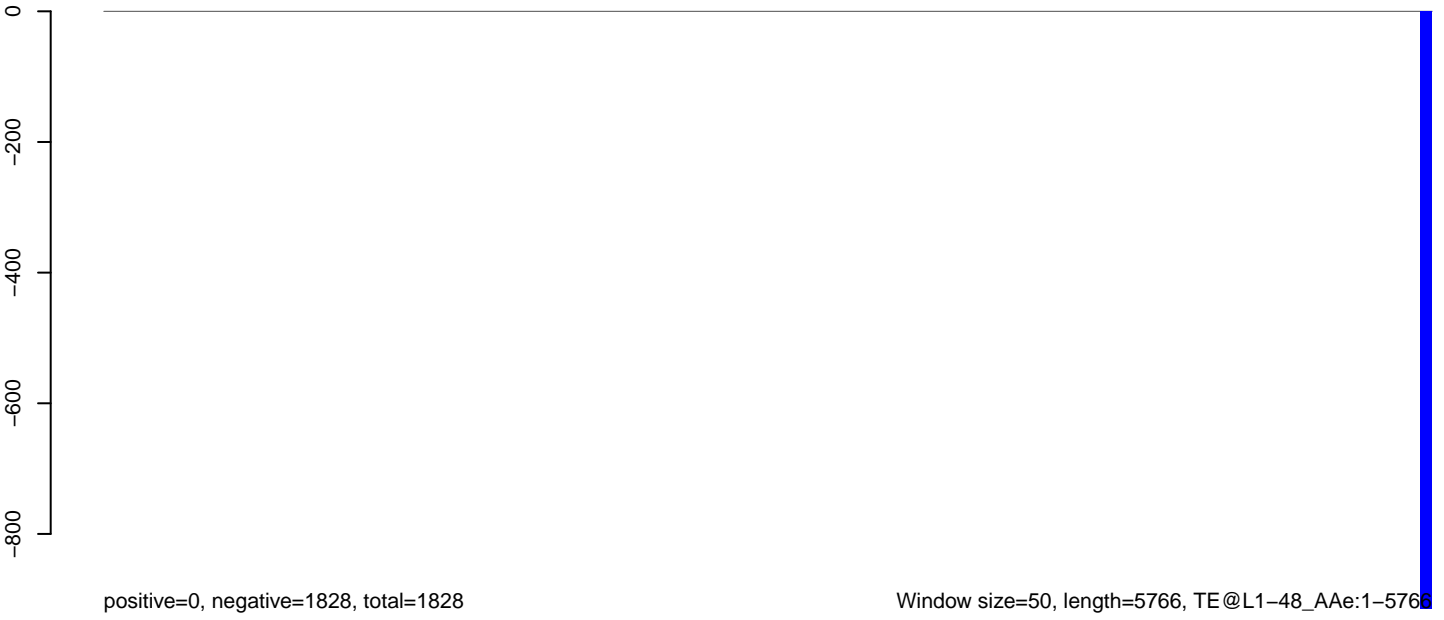 0
−200
−400
−600
−800
positive=0, negative=1828, total=1828
Window size=50, length=5766, TE@L1−48_AAe:1−5766